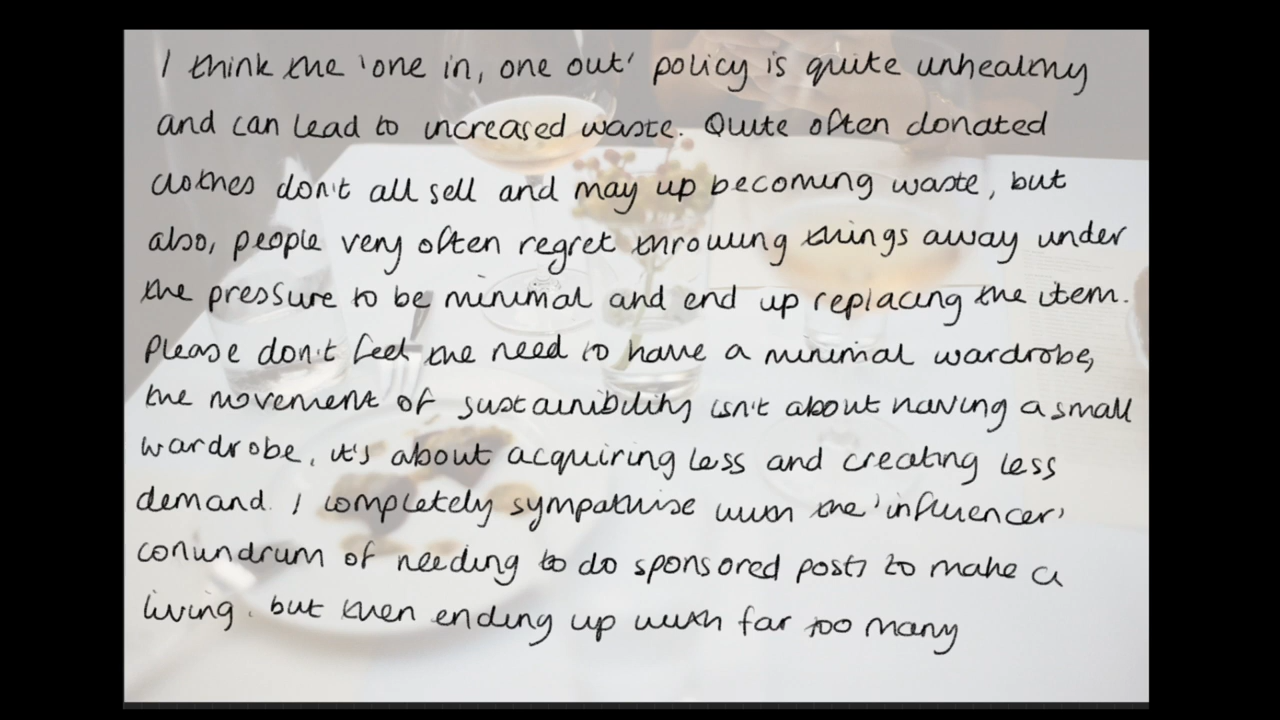 I think the 'one in, one out' policy is quite unhealthy
and can lead to increased waste. Quite often donated
clothes don't all sell and may up becoming waste, but
also, people very often regret throwing things away under
the pressure to be minimal and end up replacing the item.
Please don't feel the need to have a minimal wardrobe,
the movement of sustainibility isn't about having a small
wardrobe, it's about acquiring less and creating less
demand. I completely sympathise with the 'influencer'
conundrum of needing to do sponsored posts to make a
living. but then ending up with far too many